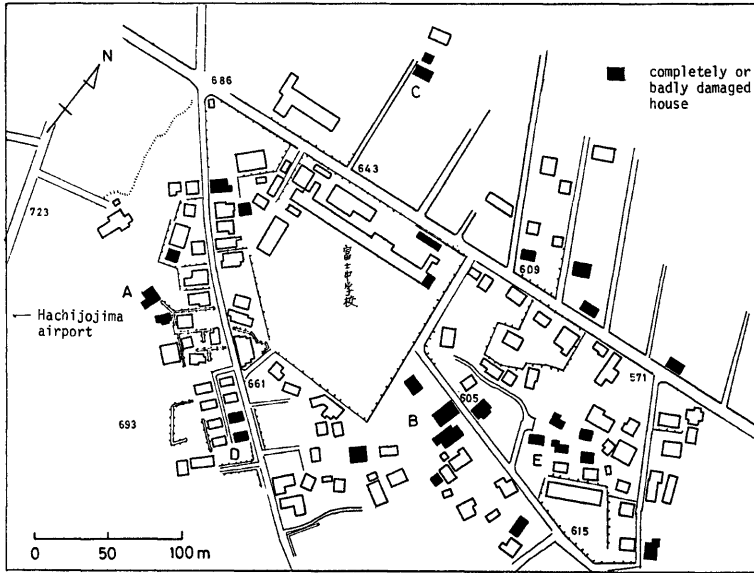 N
686
C
completely or
badly damaged
house
643
723
富士中学校
609
A
← Hachijojima
airport
571
661
605
693
B
E
615
0 50 100 m